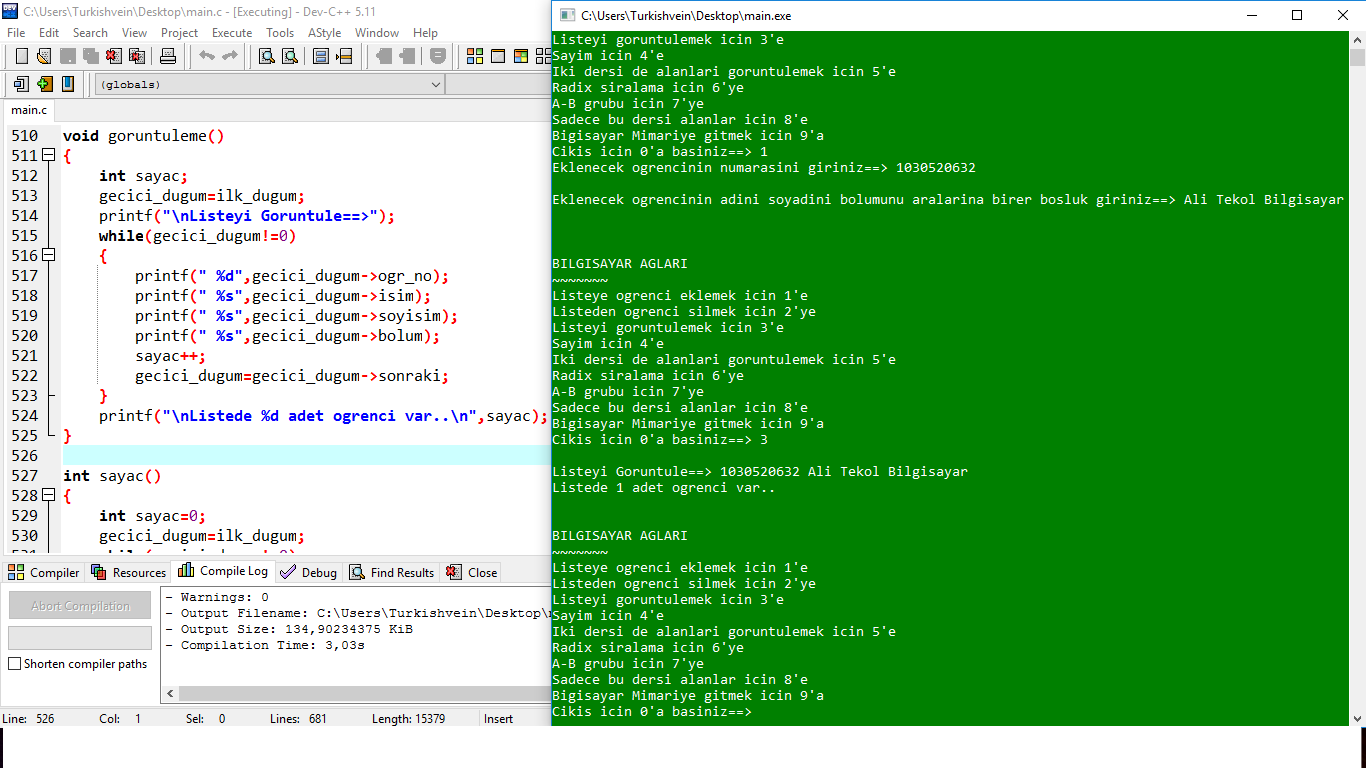 C:\Users\Turkishvein\Desktop\main.c - [Executing] - Dev-C++ 5.11
File Edit Search View Project Execute Tools AStyle Window Help
(globals)
main.c
510 void goruntuleme()
511 {
512 int sayac;
513 gecici_dugum=ilk_dugum;
514 printf("\nListeyi Goruntule==>");
515 while(gecici_dugum!=0)
516 {
517 printf(" %d",gecici_dugum->ogr_no);
518 printf(" %s",gecici_dugum->isim);
519 printf(" %s",gecici_dugum->soyisim);
520 printf(" %s",gecici_dugum->bolum);
521 sayac++;
522 gecici_dugum=gecici_dugum->sonraki;
523 }
524 printf("\nListede %d adet ogrenci var..\n",sayac);
525 }
526
527 int sayac()
528 {
529 int sayac=0;
530 gecici_dugum=ilk_dugum;
Compiler Resources Compile Log Debug Find Results Close
Abort Compilation
Shorten compiler paths
- Warnings: 0
- Output Filename: C:\Users\Turkishvein\Desktop\
- Output Size: 134,90234375 KiB
- Compilation Time: 3,03s
Line: 526 Col: 1 Sel: 0 Lines: 681 Length: 15379 Insert
C:\Users\Turkishvein\Desktop\main.exe
Listeyi goruntulemek icin 3'e
Sayim icin 4'e
Iki dersi de alanlari goruntulemek icin 5'e
Radix siralama icin 6'ye
A-B grubu icin 7'ye
Sadece bu dersi alanlar icin 8'e
Bigisayar Mimariye gitmek icin 9'a
Cikis icin 0'a basiniz==> 1
Eklenecek ogrencinin numarasini giriniz==> 1030520632
Eklenecek ogrencinin adini soyadini bolumunu aralarina birer bosluk giriniz==> Ali Tekol Bilgisayar
BILGISAYAR AGLARI
~~~~~~~
Listeye ogrenci eklemek icin 1'e
Listeden ogrenci silmek icin 2'ye
Listeyi goruntulemek icin 3'e
Sayim icin 4'e
Iki dersi de alanlari goruntulemek icin 5'e
Radix siralama icin 6'ye
A-B grubu icin 7'ye
Sadece bu dersi alanlar icin 8'e
Bigisayar Mimariye gitmek icin 9'a
Cikis icin 0'a basiniz==> 3
Listeyi Goruntule==> 1030520632 Ali Tekol Bilgisayar
Listede 1 adet ogrenci var..
BILGISAYAR AGLARI
~~~~~~~
Listeye ogrenci eklemek icin 1'e
Listeden ogrenci silmek icin 2'ye
Listeyi goruntulemek icin 3'e
Sayim icin 4'e
Iki dersi de alanlari goruntulemek icin 5'e
Radix siralama icin 6'ye
A-B grubu icin 7'ye
Sadece bu dersi alanlar icin 8'e
Bigisayar Mimariye gitmek icin 9'a
Cikis icin 0'a basiniz==>